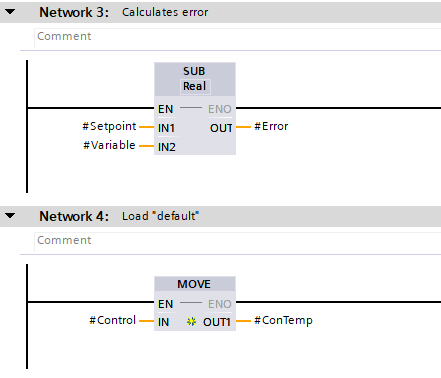 Network 3: Calculates error
Comment
SUB
Real
EN ENO
#Setpoint IN1 OUT #Error
#Variable IN2
Network 4: Load "default"
Comment
MOVE
EN ENO
#Control IN OUT1 #ConTemp